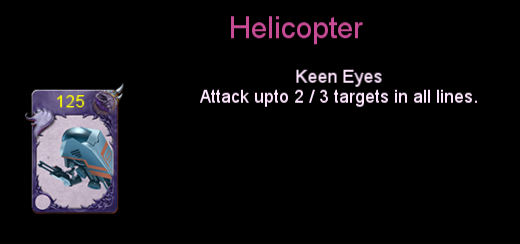 Helicopter
Keen Eyes
Attack upto 2 / 3 targets in all lines.
125